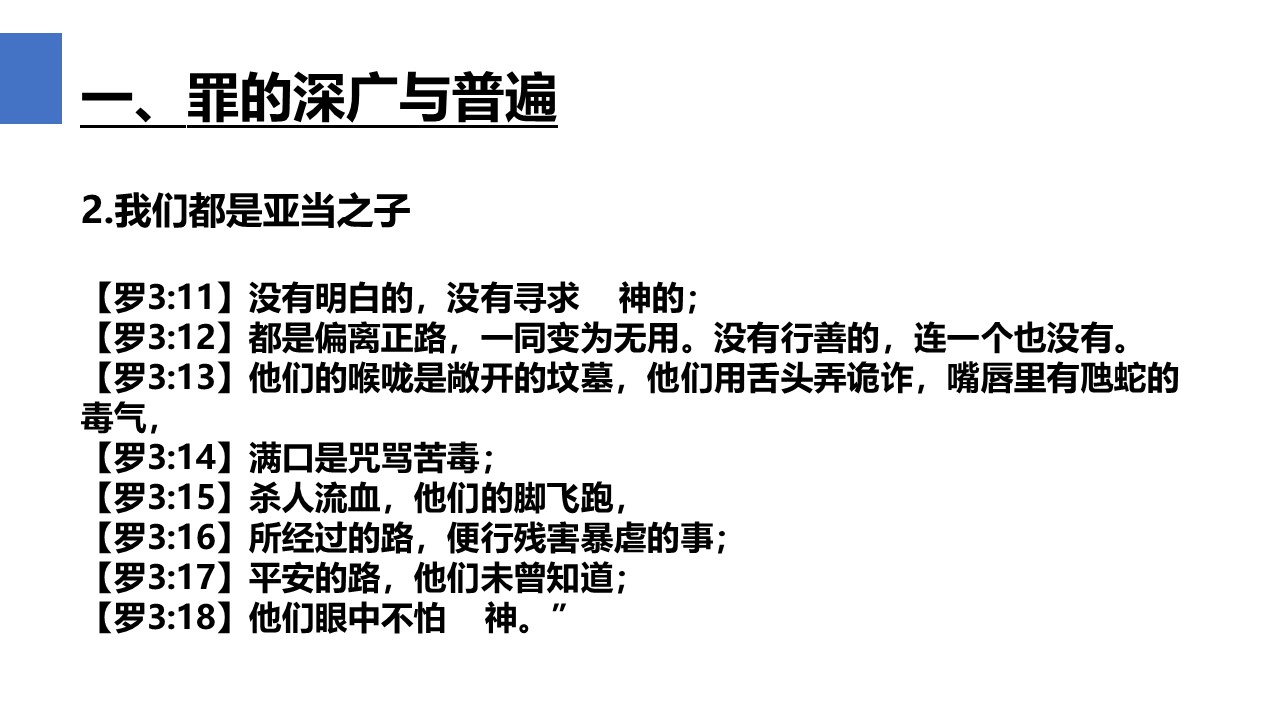 一、罪的深广与普遍
2.我们都是亚当之子
【罗3:11】没有明白的，没有寻求　神的；
【罗3:12】都是偏离正路，一同变为无用。没有行善的，连一个也没有。
【罗3:13】他们的喉咙是敞开的坟墓，他们用舌头弄诡诈，嘴唇里有虺蛇的
毒气，
【罗3:14】满口是咒骂苦毒；
【罗3:15】杀人流血，他们的脚飞跑，
【罗3:16】所经过的路，便行残害暴虐的事；
【罗3:17】平安的路，他们未曾知道；
【罗3:18】他们眼中不怕　神。”